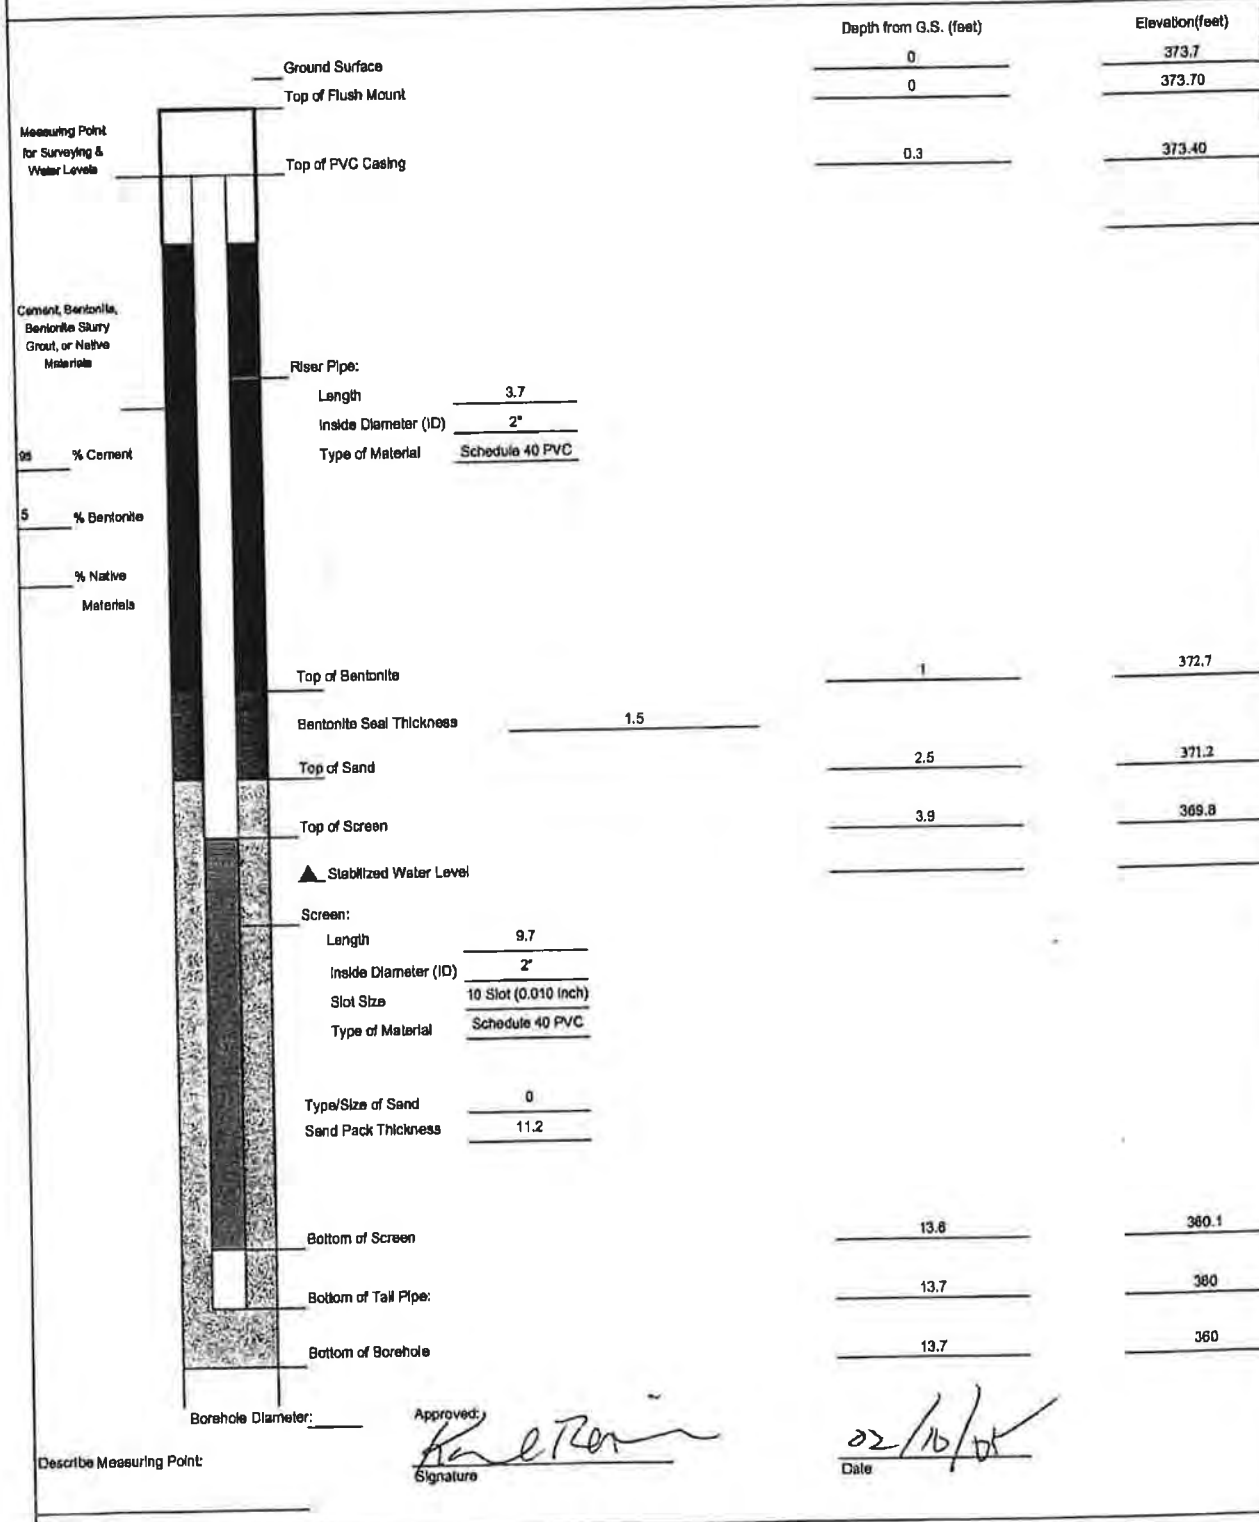 Depth from G.S. (feet) Elevation(feet)
Ground Surface 0 373.7
Top of Flush Mount 0 373.70
Measuring Point
for Surveying &
Water Levels
Top of PVC Casing 0.3 373.40
Cement, Bentonite,
Bentonite Slurry
Grout, or Native
Materials
Riser Pipe:
Length 3.7
Inside Diameter (ID) 2"
Type of Material Schedule 40 PVC
95 % Cement
5 % Bentonite
% Native
Materials
Top of Bentonite 1 372.7
Bentonite Seal Thickness 1.5
Top of Sand 2.5 371.2
Top of Screen 3.9 369.8
Stabilized Water Level
Screen:
Length 9.7
Inside Diameter (ID) 2"
Slot Size 10 Slot (0.010 Inch)
Type of Material Schedule 40 PVC
Type/Size of Sand 0
Sand Pack Thickness 11.2
Bottom of Screen 13.6 360.1
Bottom of Tail Pipe: 13.7 360
Bottom of Borehole 13.7 360
Borehole Diameter:
Approved:
02/10/05
Describe Measuring Point:
Signature Date